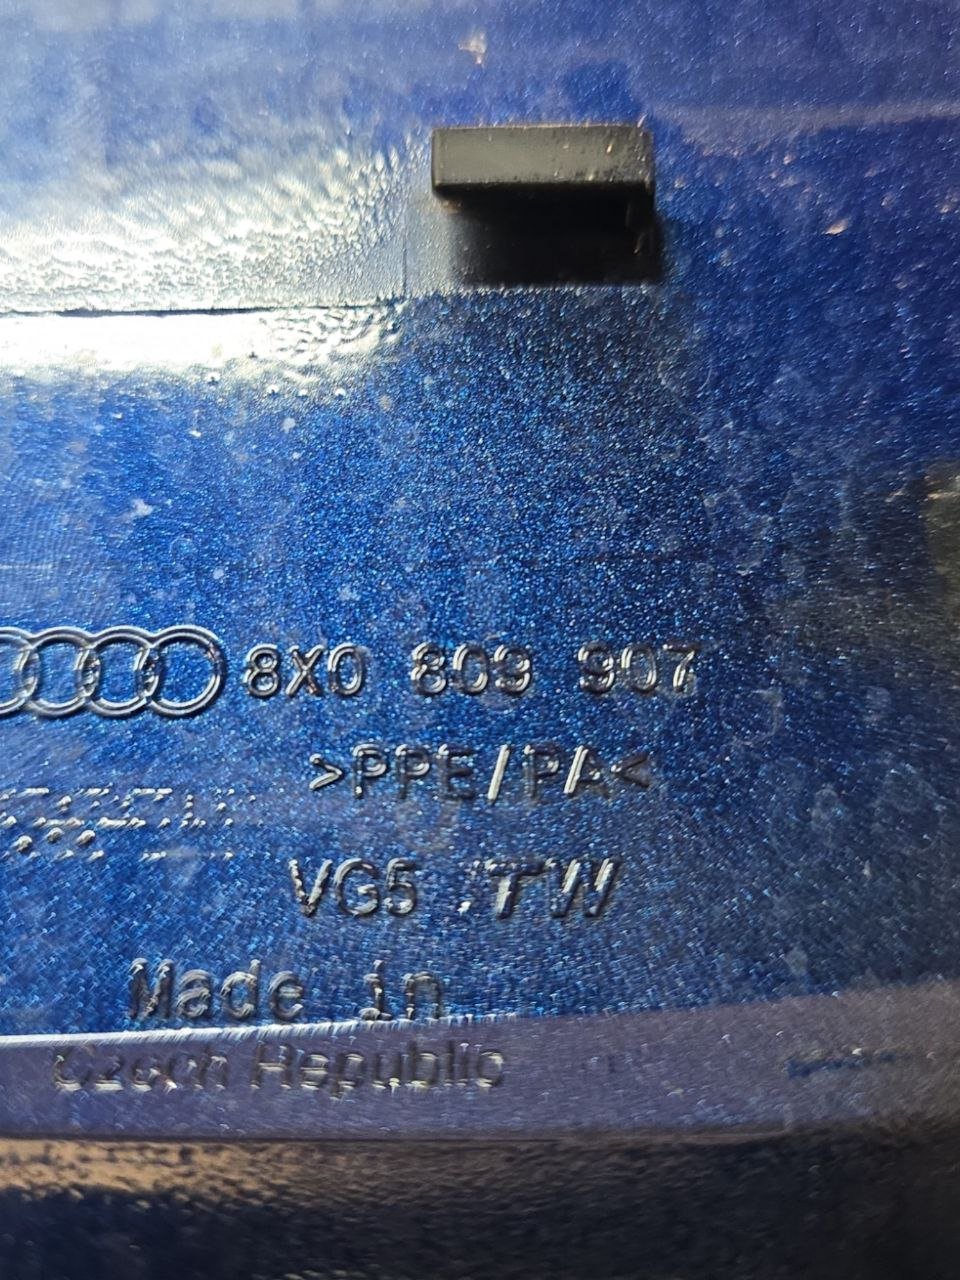 8X0 809 907
>PPE/PA<
VG5 /TW
Made in
Czech Republic